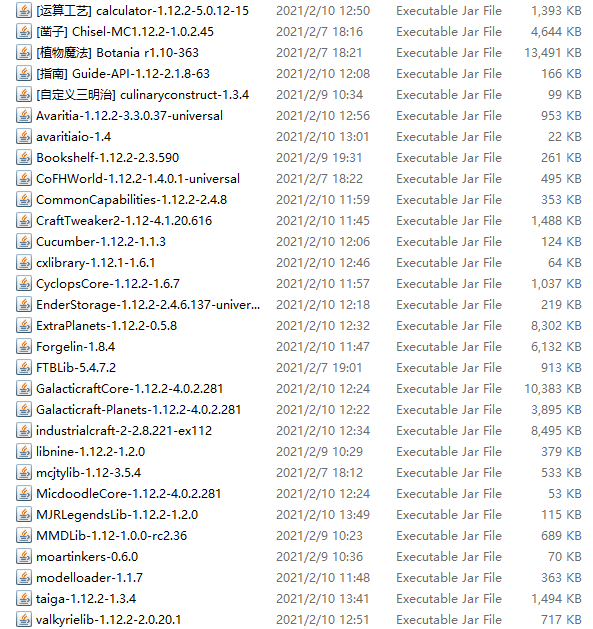 [运算工艺] calculator-1.12.2-5.0.12-15 2021/2/10 12:50 Executable Jar File 1,393 KB
[凿子] Chisel-MC1.12.2-1.0.2.45 2021/2/7 18:16 Executable Jar File 4,644 KB
[植物魔法] Botania r1.10-363 2021/2/7 18:21 Executable Jar File 13,491 KB
[指南] Guide-API-1.12-2.1.8-63 2021/2/10 12:08 Executable Jar File 166 KB
[自定义三明治] culinaryconstruct-1.3.4 2021/2/9 10:34 Executable Jar File 99 KB
Avaritia-1.12.2-3.3.0.37-universal 2021/2/10 12:56 Executable Jar File 953 KB
avaritiaio-1.4 2021/2/10 13:01 Executable Jar File 22 KB
Bookshelf-1.12.2-2.3.590 2021/2/9 19:31 Executable Jar File 261 KB
CoFHWorld-1.12.2-1.4.0.1-universal 2021/2/7 18:22 Executable Jar File 495 KB
CommonCapabilities-1.12.2-2.4.8 2021/2/10 11:59 Executable Jar File 353 KB
CraftTweaker2-1.12-4.1.20.616 2021/2/10 11:45 Executable Jar File 1,488 KB
Cucumber-1.12.2-1.1.3 2021/2/10 12:06 Executable Jar File 124 KB
cxlibrary-1.12.1-1.6.1 2021/2/10 12:46 Executable Jar File 64 KB
CyclopsCore-1.12.2-1.6.7 2021/2/10 11:57 Executable Jar File 1,037 KB
EnderStorage-1.12.2-2.4.6.137-univer... 2021/2/10 12:18 Executable Jar File 219 KB
ExtraPlanets-1.12.2-0.5.8 2021/2/10 12:32 Executable Jar File 8,302 KB
Forgelin-1.8.4 2021/2/10 11:47 Executable Jar File 6,132 KB
FTBLib-5.4.7.2 2021/2/7 19:01 Executable Jar File 913 KB
GalacticraftCore-1.12.2-4.0.2.281 2021/2/10 12:24 Executable Jar File 10,383 KB
Galacticraft-Planets-1.12.2-4.0.2.281 2021/2/10 12:22 Executable Jar File 3,895 KB
industrialcraft-2-2.8.221-ex112 2021/2/10 12:34 Executable Jar File 8,495 KB
libnine-1.12.2-1.2.0 2021/2/9 10:29 Executable Jar File 379 KB
mcjtylib-1.12-3.5.4 2021/2/7 18:12 Executable Jar File 533 KB
MicdoodleCore-1.12.2-4.0.2.281 2021/2/10 12:24 Executable Jar File 53 KB
MJRLegendsLib-1.12.2-1.2.0 2021/2/10 13:49 Executable Jar File 115 KB
MMDLib-1.12-1.0.0-rc2.36 2021/2/9 10:23 Executable Jar File 689 KB
moartinkers-0.6.0 2021/2/9 10:36 Executable Jar File 70 KB
modelloader-1.1.7 2021/2/10 11:48 Executable Jar File 363 KB
taiga-1.12.2-1.3.4 2021/2/10 13:41 Executable Jar File 1,494 KB
valkyrielib-1.12.2-2.0.20.1 2021/2/10 12:51 Executable Jar File 717 KB